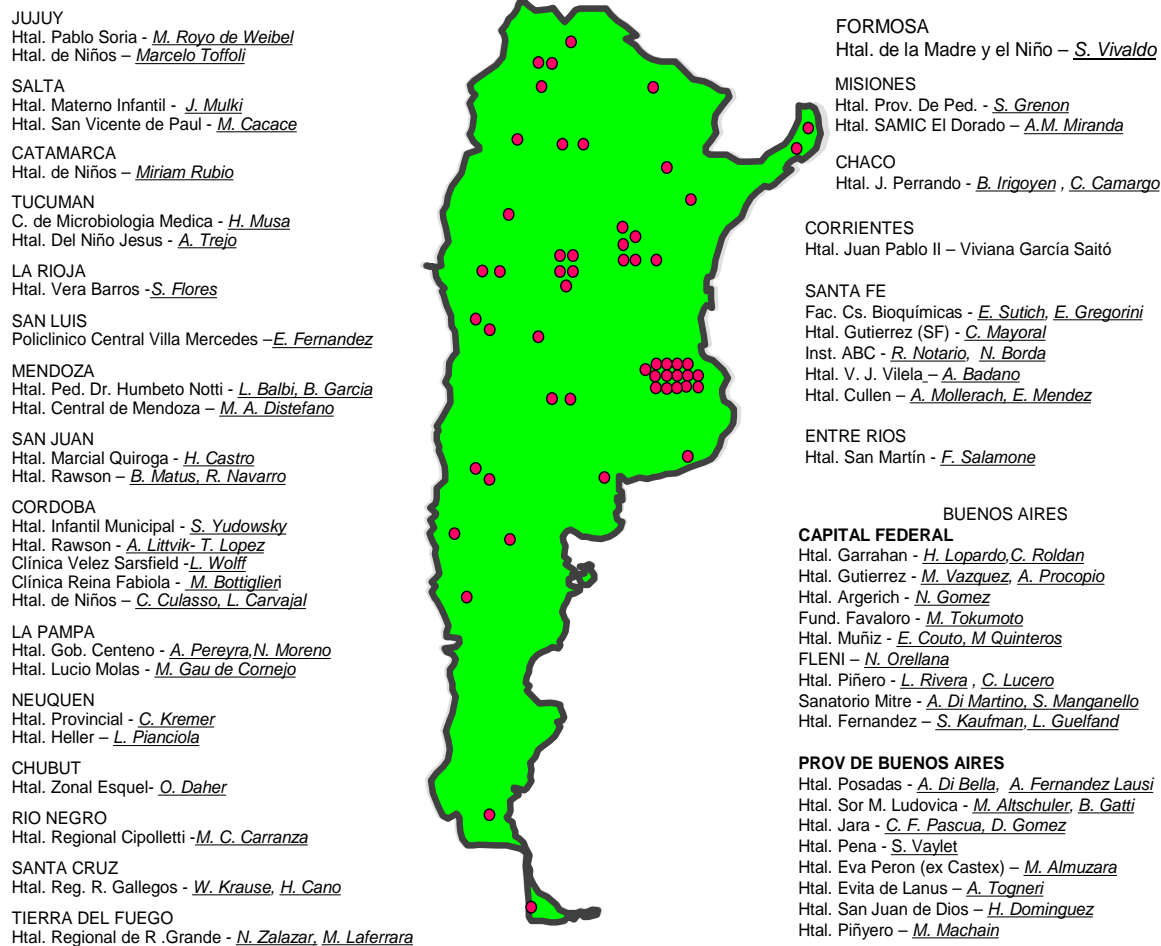 JUJUY
Htal. Pablo Soria - M. Royo de Weibel
Htal. de Niños – Marcelo Toffoli
SALTA
Htal. Materno Infantil - J. Mulki
Htal. San Vicente de Paul - M. Cacace
CATAMARCA
Htal. de Niños – Miriam Rubio
TUCUMAN
C. de Microbiologia Medica - H. Musa
Htal. Del Niño Jesus - A. Trejo
LA RIOJA
Htal. Vera Barros -S. Flores
SAN LUIS
Policlinico Central Villa Mercedes –E. Fernandez
MENDOZA
Htal. Ped. Dr. Humbeto Notti - L. Balbi, B. Garcia
Htal. Central de Mendoza – M. A. Distefano
SAN JUAN
Htal. Marcial Quiroga - H. Castro
Htal. Rawson – B. Matus, R. Navarro
CORDOBA
Htal. Infantil Municipal - S. Yudowsky
Htal. Rawson - A. Littvik- T. Lopez
Clínica Velez Sarsfield -L. Wolff
Clínica Reina Fabiola - M. Bottiglieri
Htal. de Niños – C. Culasso, L. Carvajal
LA PAMPA
Htal. Gob. Centeno - A. Pereyra,N. Moreno
Htal. Lucio Molas - M. Gau de Cornejo
NEUQUEN
Htal. Provincial - C. Kremer
Htal. Heller – L. Pianciola
CHUBUT
Htal. Zonal Esquel- O. Daher
RIO NEGRO
Htal. Regional Cipolletti -M. C. Carranza
SANTA CRUZ
Htal. Reg. R. Gallegos - W. Krause, H. Cano
TIERRA DEL FUEGO
Htal. Regional de R .Grande - N. Zalazar, M. Laferrara
FORMOSA
Htal. de la Madre y el Niño – S. Vivaldo
MISIONES
Htal. Prov. De Ped. - S. Grenon
Htal. SAMIC El Dorado – A.M. Miranda
CHACO
Htal. J. Perrando - B. Irigoyen , C. Camargo
CORRIENTES
Htal. Juan Pablo II – Viviana García Saitó
SANTA FE
Fac. Cs. Bioquímicas - E. Sutich, E. Gregorini
Htal. Gutierrez (SF) - C. Mayoral
Inst. ABC - R. Notario, N. Borda
Htal. V. J. Vilela – A. Badano
Htal. Cullen – A. Mollerach, E. Mendez
ENTRE RIOS
Htal. San Martín - F. Salamone
BUENOS AIRES
CAPITAL FEDERAL
Htal. Garrahan - H. Lopardo,C. Roldan
Htal. Gutierrez - M. Vazquez, A. Procopio
Htal. Argerich - N. Gomez
Fund. Favaloro - M. Tokumoto
Htal. Muñiz - E. Couto, M Quinteros
FLENI – N. Orellana
Htal. Piñero - L. Rivera , C. Lucero
Sanatorio Mitre - A. Di Martino, S. Manganello
Htal. Fernandez – S. Kaufman, L. Guelfand
PROV DE BUENOS AIRES
Htal. Posadas - A. Di Bella, A. Fernandez Lausi
Htal. Sor M. Ludovica - M. Altschuler, B. Gatti
Htal. Jara - C. F. Pascua, D. Gomez
Htal. Pena - S. Vaylet
Htal. Eva Peron (ex Castex) – M. Almuzara
Htal. Evita de Lanus – A. Togneri
Htal. San Juan de Dios – H. Dominguez
Htal. Piñyero – M. Machain